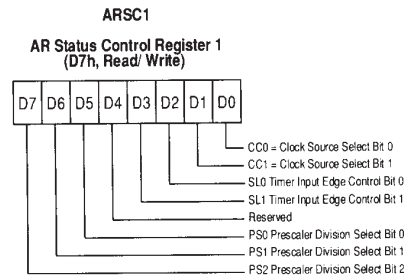 ARSC1
AR Status Control Register 1
(D7h, Read/ Write)
D7 D6 D5 D4 D3 D2 D1 D0
CC0 = Clock Source Select Bit 0
CC1 = Clock Source Select Bit 1
SL0 Timer Input Edge Control Bit 0
SL1 Timer Input Edge Control Bit 1
Reserved
PS0 Prescaler Division Select Bit 0
PS1 Prescaler Division Select Bit 1
PS2 Prescaler Division Select Bit 2